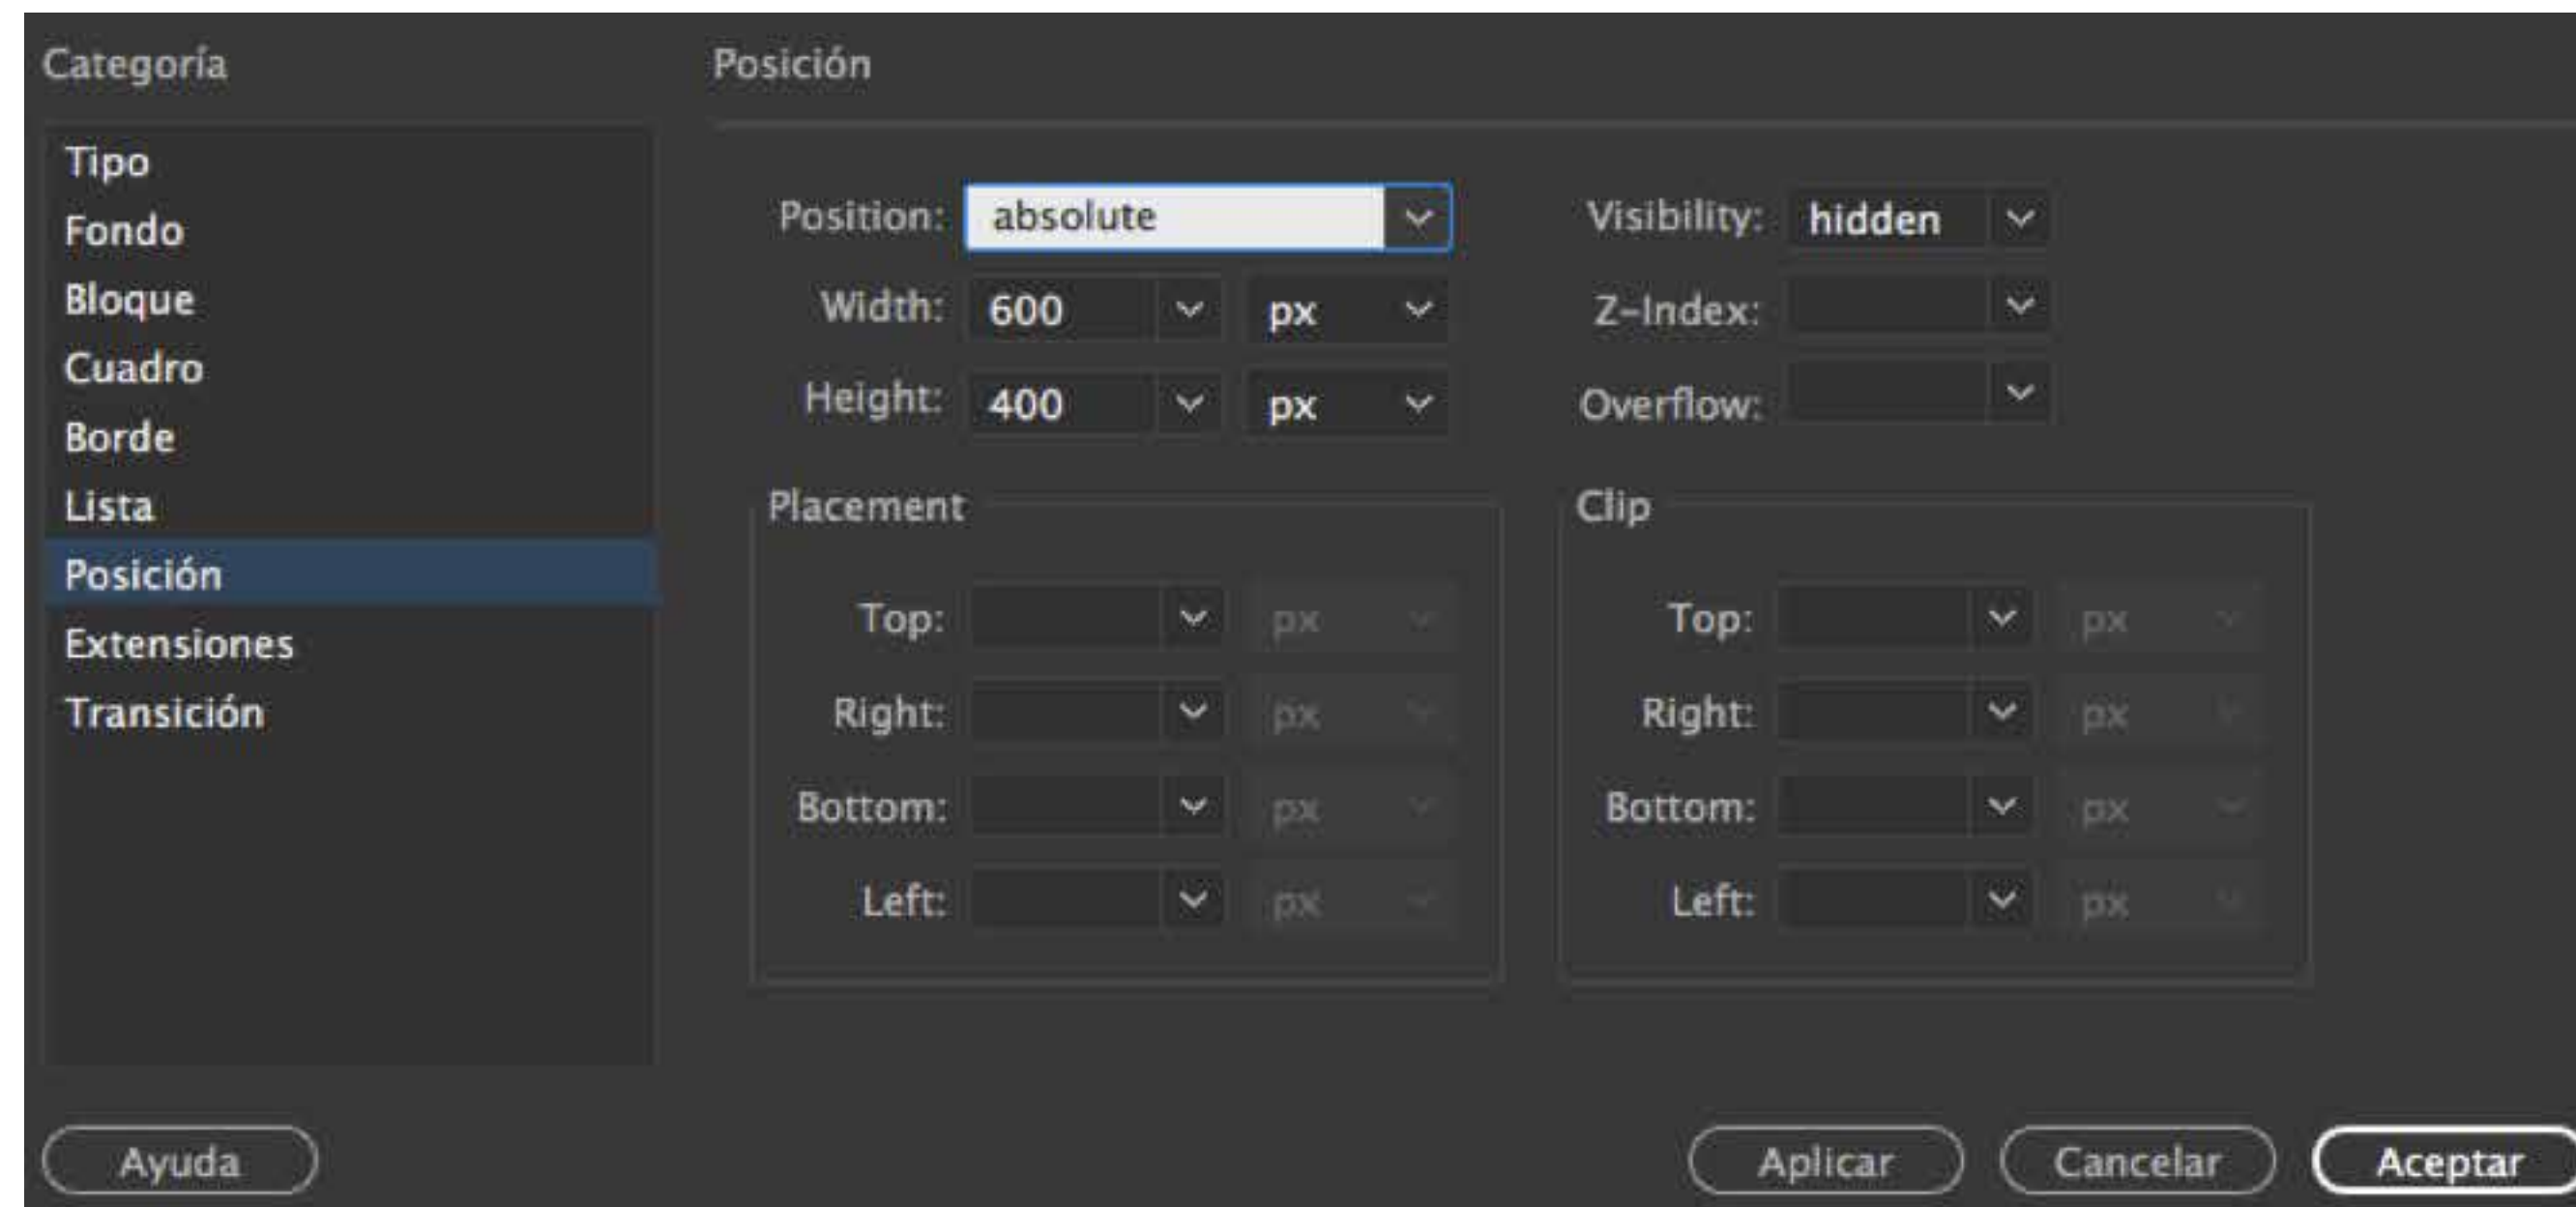 Categoría
Tipo
Fondo
Bloque
Cuadro
Borde
Lista
Posición
Extensiones
Transición
Posición
Position: absolute
Width: 600 px
Height: 400 px
Visibility: hidden
Z-Index:
Overflow:
Placement
Top: px
Right: px
Bottom: px
Left: px
Clip
Top: px
Right: px
Bottom: px
Left: px
Ayuda
Aplicar
Cancelar
Aceptar